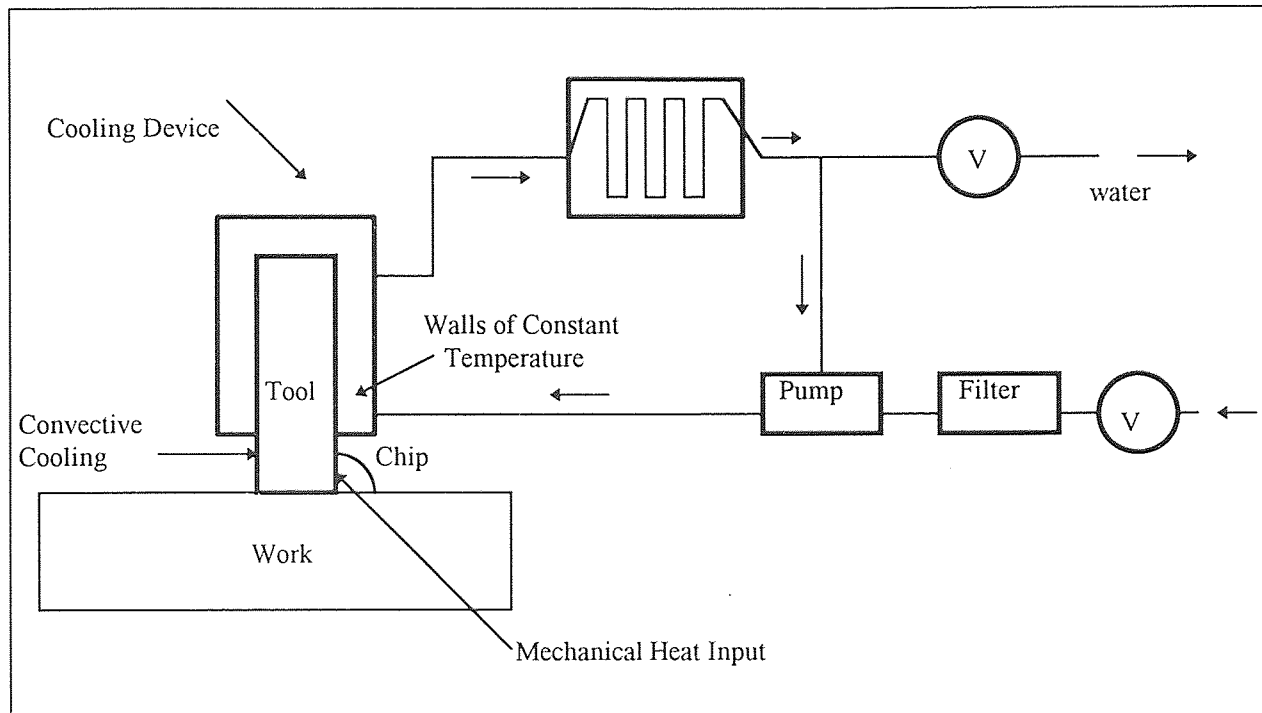 Cooling Device
V
water
Walls of Constant
Temperature
Tool
Pump
Filter
V
Convective
Cooling
Chip
Work
Mechanical Heat Input